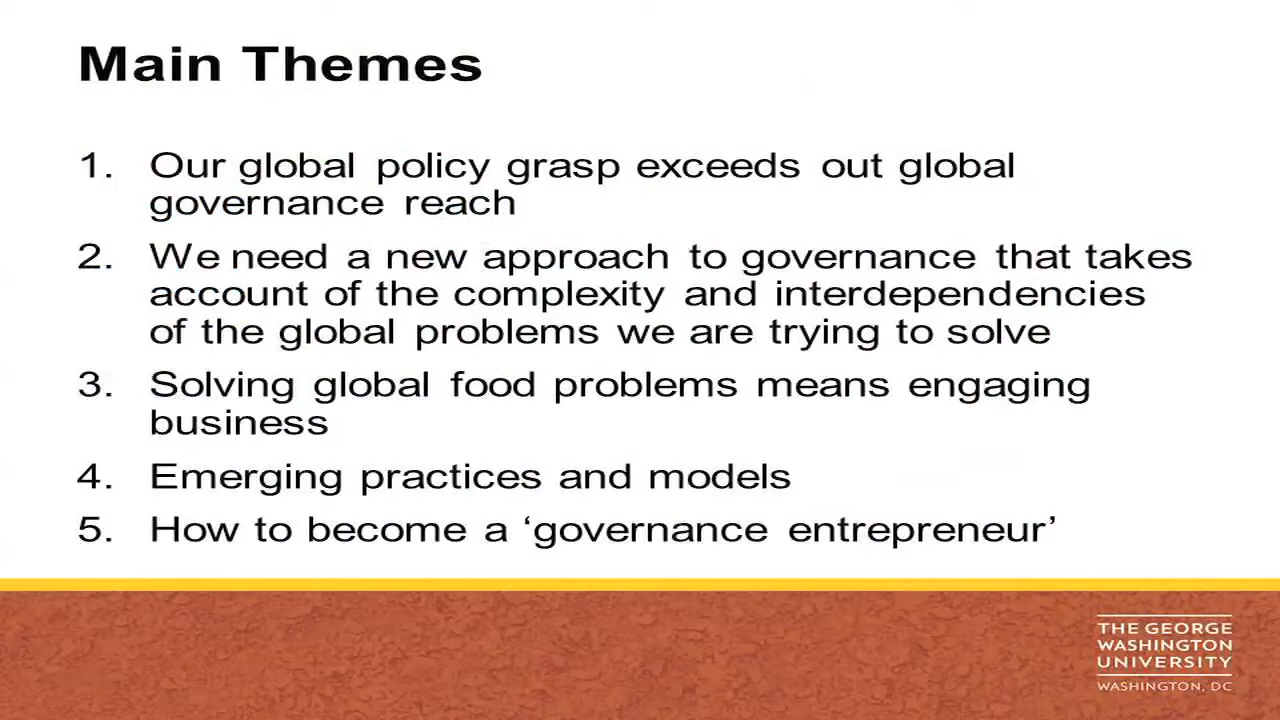 Main Themes
1. Our global policy grasp exceeds out global
governance reach
2. We need a new approach to governance that takes
account of the complexity and interdependencies
of the global problems we are trying to solve
3. Solving global food problems means engaging
business
4. Emerging practices and models
5. How to become a ‘governance entrepreneur’
THE GEORGE
WASHINGTON
UNIVERSITY
WASHINGTON, DC